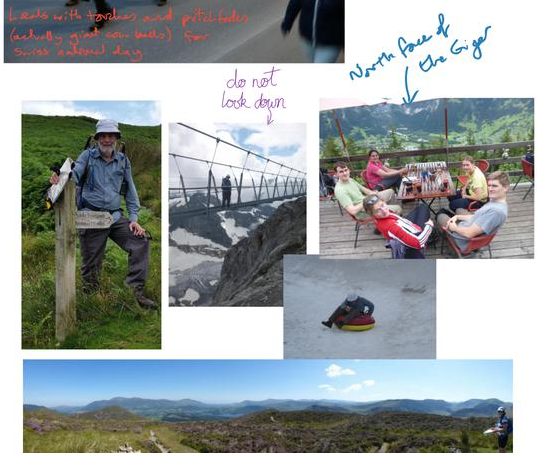 Lads with torches and pitchforks
(actually giant cow bells) for
Swiss national day
do not
look down
North face of
the Eiger